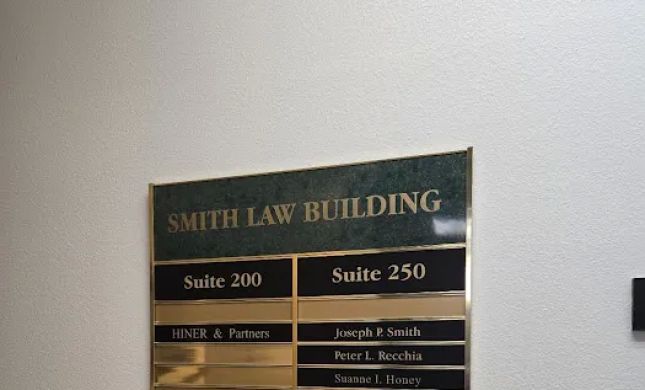 SMITH LAW BUILDING
Suite 200
Suite 250
HINER & Partners
Joseph P. Smith
Peter L. Recchia
Suanne I. Honey